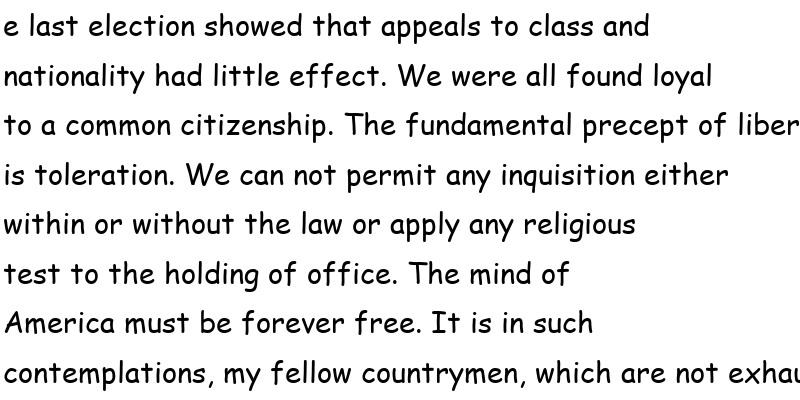 e last election showed that appeals to class and
nationality had little effect. We were all found loyal
to a common citizenship. The fundamental precept of liber
is toleration. We can not permit any inquisition either
within or without the law or apply any religious
test to the holding of office. The mind of
America must be forever free. It is in such
contemplations, my fellow countrymen, which are not exhau